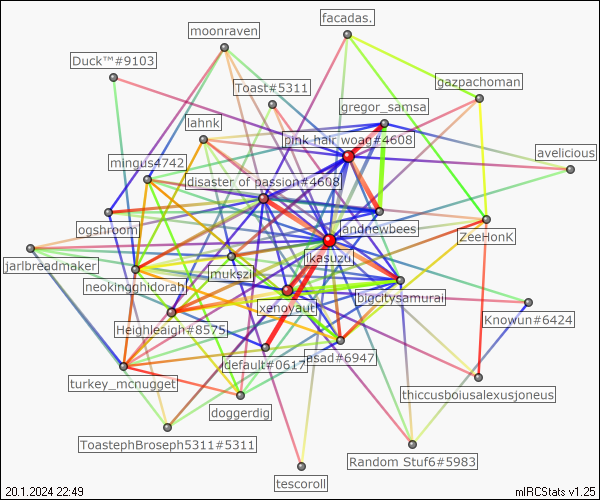 facadas.
moonraven
Duck™#9103
gazpachoman
Toast#5311
gregor_samsa
lahnk
pink hair woag#4608
avelicious
mingus4742
disaster of passion#4608
ogshroom
andnewbees
ZeeHonK
ikasuzu
jarlbreadmaker
mukszi
neokingghidorah
bigcitysamurai
xenoyaut
Knowun#6424
Heighleaigh#8575
default#0617
asad#6947
turkey_mcnugget
thiccusboiusalexusjoneus
doggerdig
ToastephBroseph5311#5311
Random Stuf6#5983
tescoroll
20.1.2024 22:49
mIRCStats v1.25